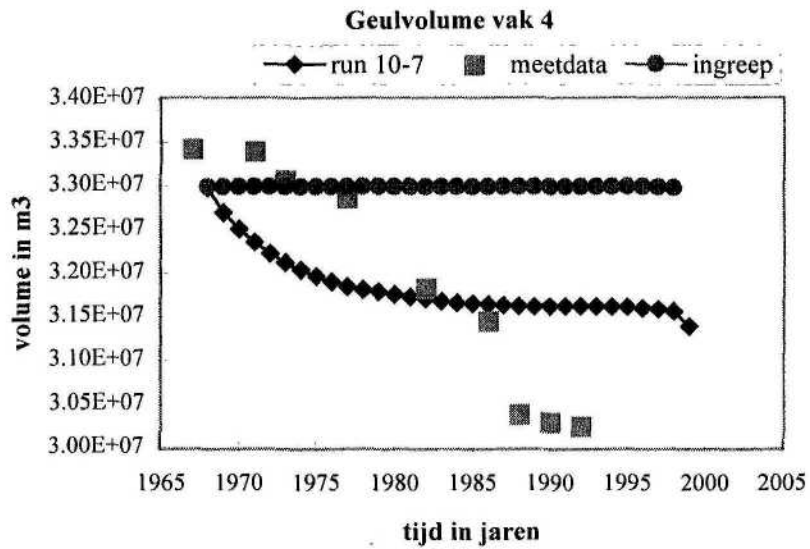 Geulvolume vak 4
run 10-7 meetdata ingreep
3.40E+07
3.35E+07
3.30E+07
3.25E+07
3.20E+07
3.15E+07
3.10E+07
3.05E+07
3.00E+07
volume in m3
1965 1970 1975 1980 1985 1990 1995 2000 2005
tijd in jaren